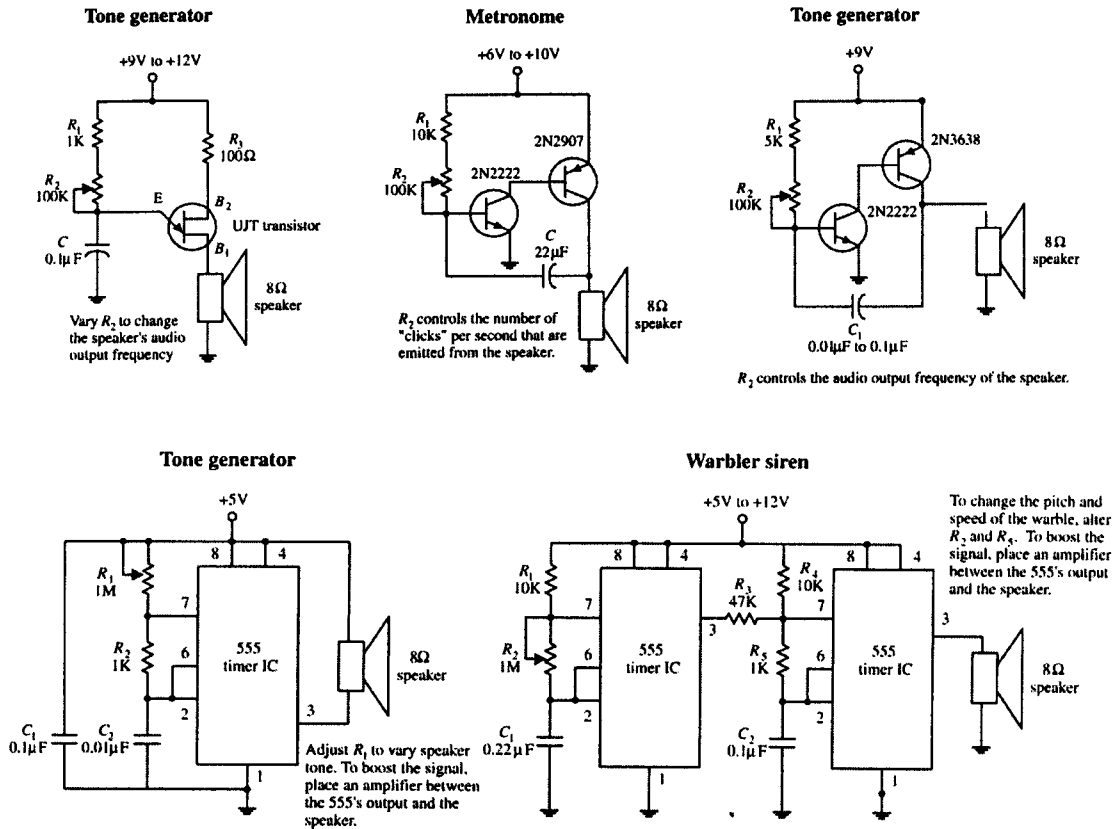 Tone generator
+9V to +12V
R1
1K
R3
100Ω
R2
100K
E
B2
UJT transistor
B1
C
0.1µF
8Ω
speaker
Vary R2 to change
the speaker's audio
output frequency
Metronome
+6V to +10V
R1
10K
2N2907
2N2222
R2
100K
C
22µF
8Ω
speaker
R2 controls the number of
"clicks" per second that are
emitted from the speaker.
Tone generator
+9V
R1
5K
2N3638
R2
100K
2N2222
8Ω
speaker
C1
0.01µF to 0.1µF
R2 controls the audio output frequency of the speaker.
Tone generator
+5V
8
4
R1
1M
7
R2
1K
6
555
timer IC
8Ω
speaker
2
3
C1
0.1µF
C2
0.01µF
1
Adjust R1 to vary speaker
tone. To boost the signal,
place an amplifier between
the 555's output and the
speaker.
Warbler siren
+5V to +12V
8
4
R1
10K
7
R3
47K
3
R2
1M
6
555
timer IC
2
C1
0.22µF
1
R4
10K
8
4
7
3
R5
1K
6
555
timer IC
2
8Ω
speaker
C2
0.1µF
1
To change the pitch and
speed of the warble, alter
R2 and R5. To boost the
signal, place an amplifier
between the 555's output
and the speaker.